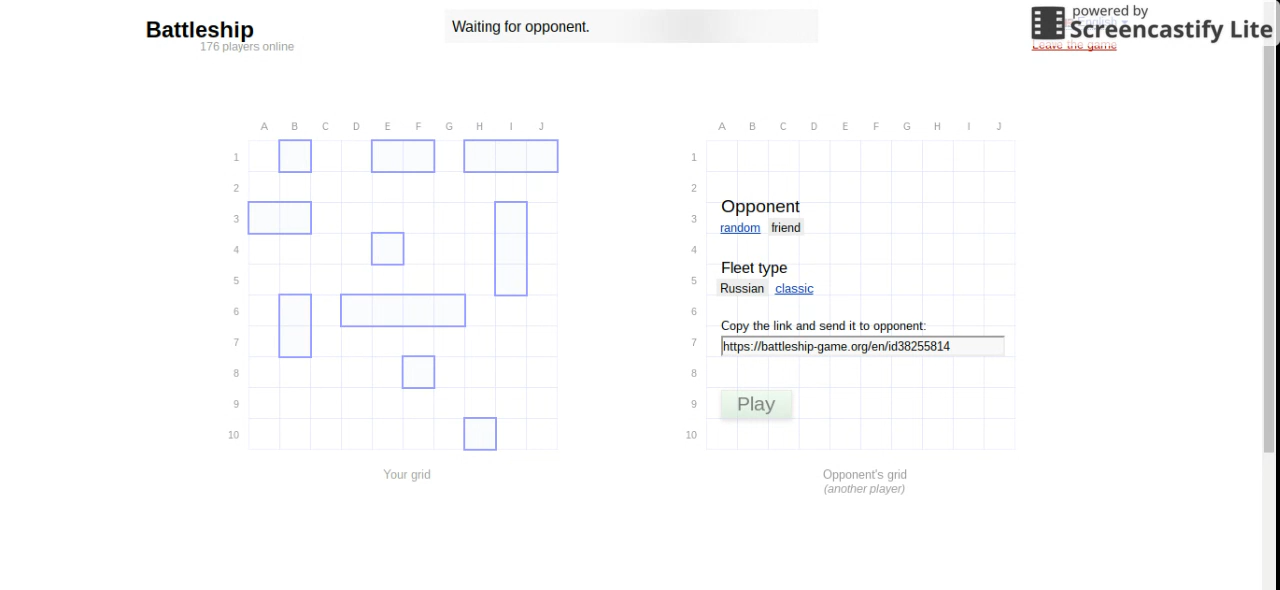 Battleship
176 players online
Waiting for opponent.
powered by
Screencastify Lite
English
Leave the game
A B C D E F G H I J
1
2
3
4
5
6
7
8
9
10
Your grid
A B C D E F G H I J
1
2
3
4
5
6
7
8
9
10
Opponent
random friend
Fleet type
Russian classic
Copy the link and send it to opponent:
https://battleship-game.org/en/id38255814
Play
Opponent's grid
(another player)